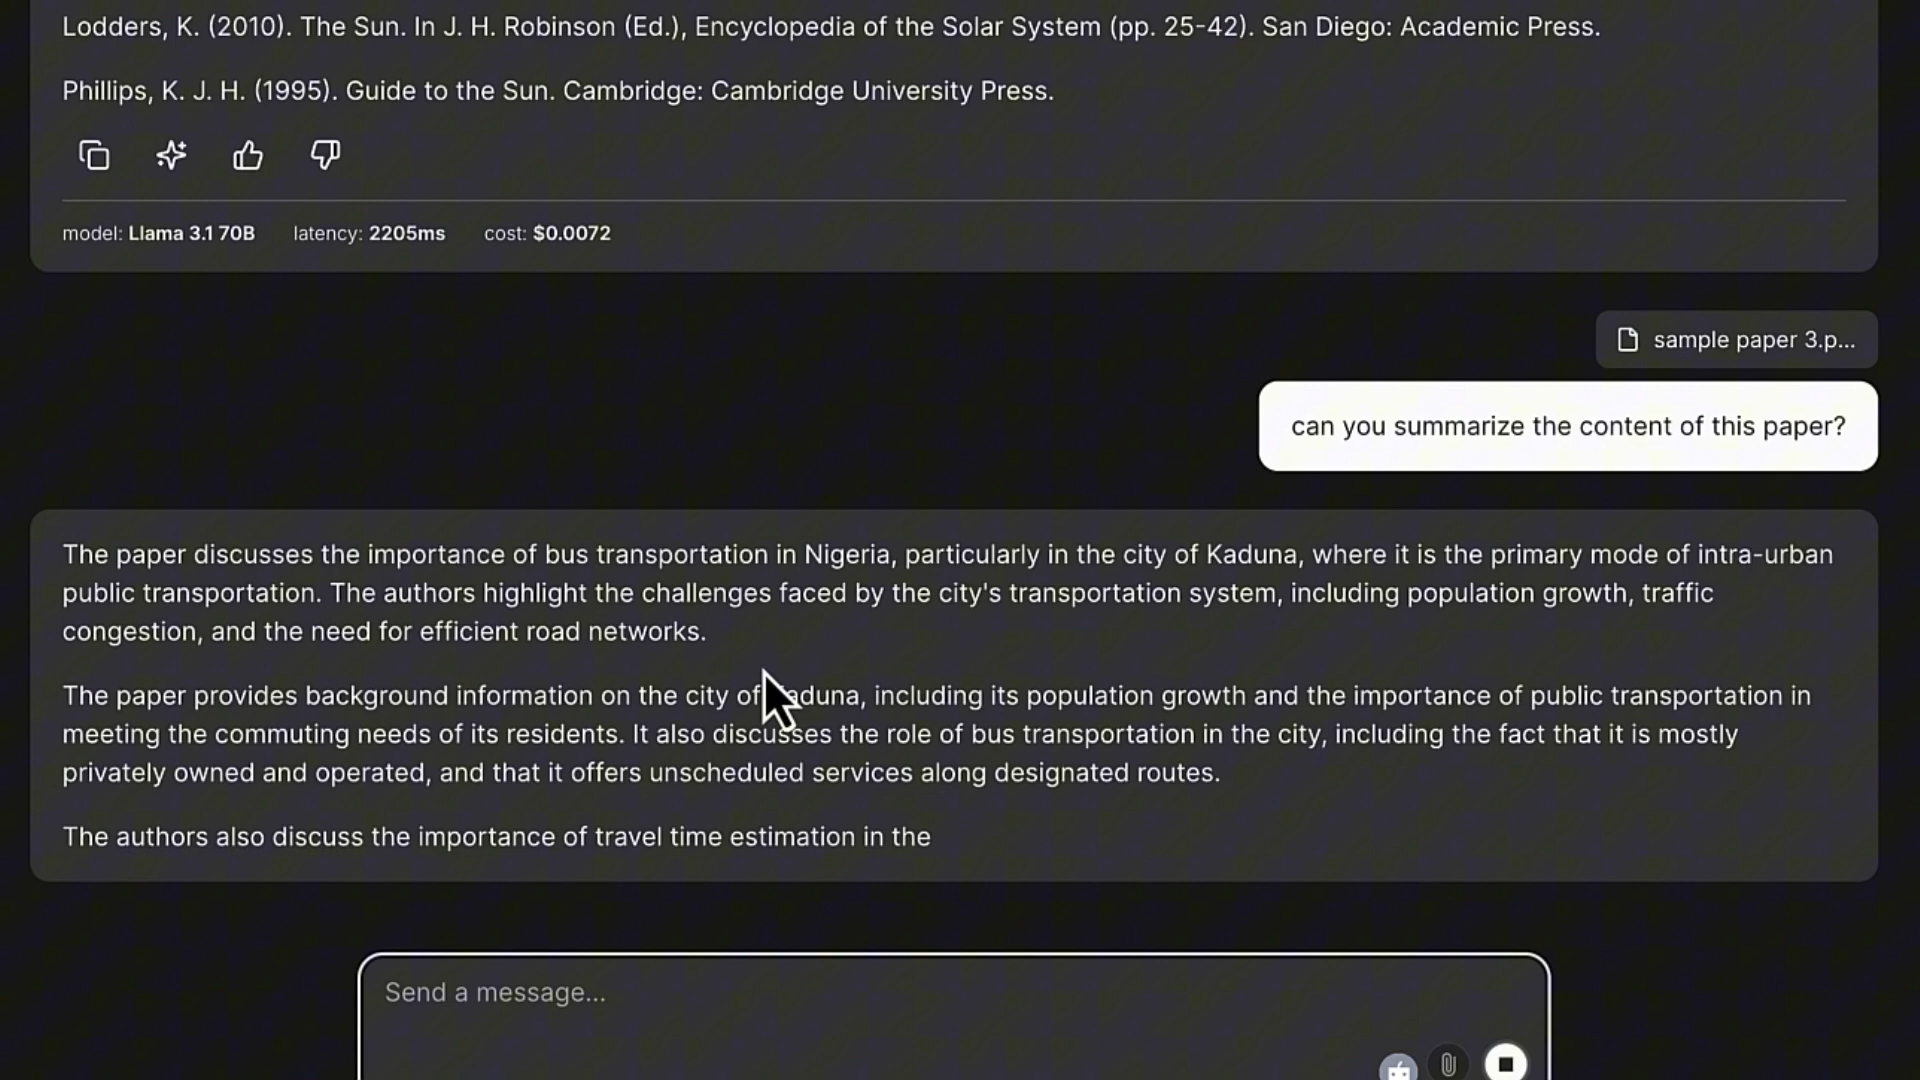 Lodders, K. (2010). The Sun. In J. H. Robinson (Ed.), Encyclopedia of the Solar System (pp. 25-42). San Diego: Academic Press.
Phillips, K. J. H. (1995). Guide to the Sun. Cambridge: Cambridge University Press.
model: Llama 3.1 70B latency: 2205ms cost: $0.0072
sample paper 3.p...
can you summarize the content of this paper?
The paper discusses the importance of bus transportation in Nigeria, particularly in the city of Kaduna, where it is the primary mode of intra-urban
public transportation. The authors highlight the challenges faced by the city's transportation system, including population growth, traffic
congestion, and the need for efficient road networks.
The paper provides background information on the city of Kaduna, including its population growth and the importance of public transportation in
meeting the commuting needs of its residents. It also discusses the role of bus transportation in the city, including the fact that it is mostly
privately owned and operated, and that it offers unscheduled services along designated routes.
The authors also discuss the importance of travel time estimation in the
Send a message...